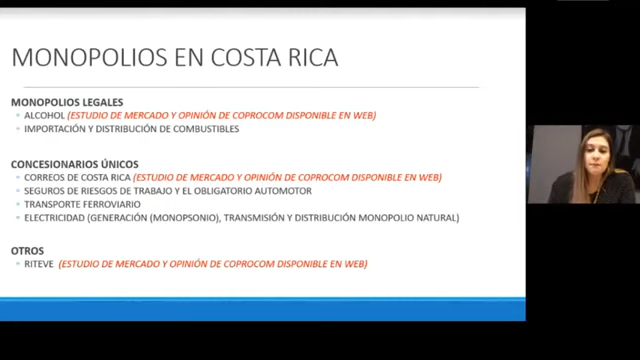 MONOPOLIOS EN COSTA RICA
MONOPOLIOS LEGALES
ALCOHOL (ESTUDIO DE MERCADO Y OPINIÓN DE COPROCOM DISPONIBLE EN WEB)
IMPORTACIÓN Y DISTRIBUCIÓN DE COMBUSTIBLES
CONCESIONARIOS ÚNICOS
CORREOS DE COSTA RICA (ESTUDIO DE MERCADO Y OPINIÓN DE COPROCOM DISPONIBLE EN WEB)
SEGUROS DE RIESGOS DE TRABAJO Y EL OBLIGATORIO AUTOMOTOR
TRANSPORTE FERROVIARIO
ELECTRICIDAD (GENERACIÓN (MONOPSONIO), TRANSMISIÓN Y DISTRIBUCIÓN MONOPOLIO NATURAL)
OTROS
RITEVE (ESTUDIO DE MERCADO Y OPINIÓN DE COPROCOM DISPONIBLE EN WEB)